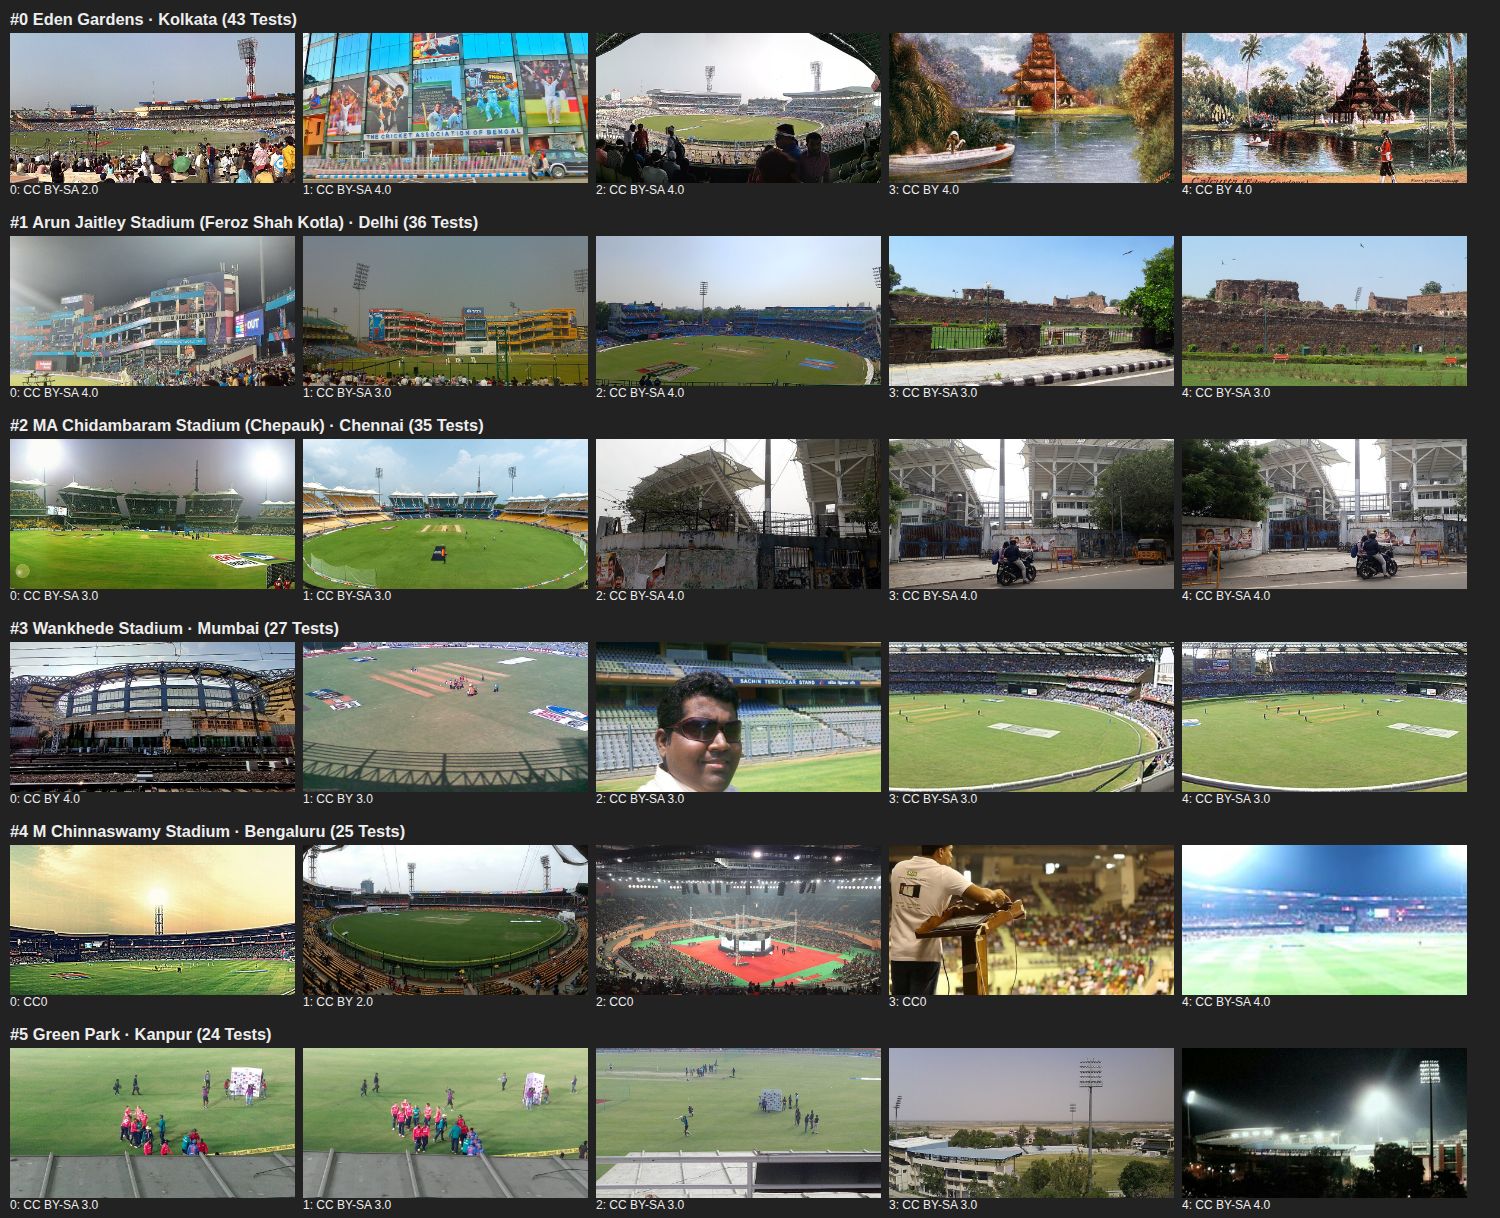 #0 Eden Gardens · Kolkata (43 Tests)
THE CRICKET ASSOCIATION OF BENGAL
0: CC BY-SA 2.0
1: CC BY-SA 4.0
2: CC BY-SA 4.0
3: CC BY 4.0
4: CC BY 4.0
#1 Arun Jaitley Stadium (Feroz Shah Kotla) · Delhi (36 Tests)
OUT
0: CC BY-SA 4.0
1: CC BY-SA 3.0
2: CC BY-SA 4.0
3: CC BY-SA 3.0
4: CC BY-SA 3.0
#2 MA Chidambaram Stadium (Chepauk) · Chennai (35 Tests)
0: CC BY-SA 3.0
1: CC BY-SA 3.0
2: CC BY-SA 4.0
3: CC BY-SA 4.0
4: CC BY-SA 4.0
#3 Wankhede Stadium · Mumbai (27 Tests)
SACHIN TENDULKAR STAND
0: CC BY 4.0
1: CC BY 3.0
2: CC BY-SA 3.0
3: CC BY-SA 3.0
4: CC BY-SA 3.0
#4 M Chinnaswamy Stadium · Bengaluru (25 Tests)
0: CC0
1: CC BY 2.0
2: CC0
3: CC0
4: CC BY-SA 4.0
#5 Green Park · Kanpur (24 Tests)
0: CC BY-SA 3.0
1: CC BY-SA 3.0
2: CC BY-SA 3.0
3: CC BY-SA 3.0
4: CC BY-SA 4.0